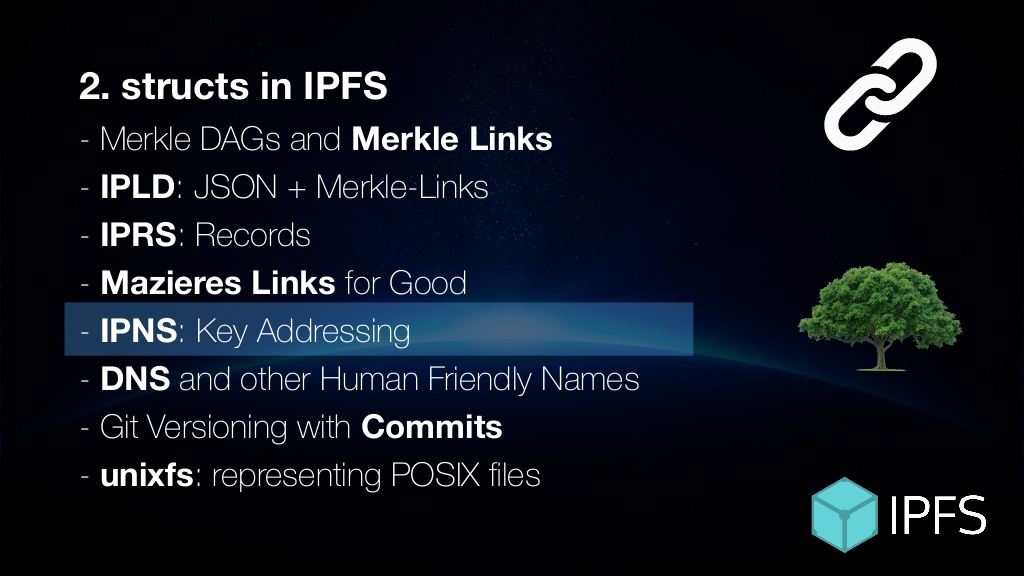 2. structs in IPFS
- Merkle DAGs and Merkle Links
- IPLD: JSON + Merkle-Links
- IPRS: Records
- Mazieres Links for Good
- IPNS: Key Addressing
- DNS and other Human Friendly Names
- Git Versioning with Commits
- unixfs: representing POSIX files
IPFS